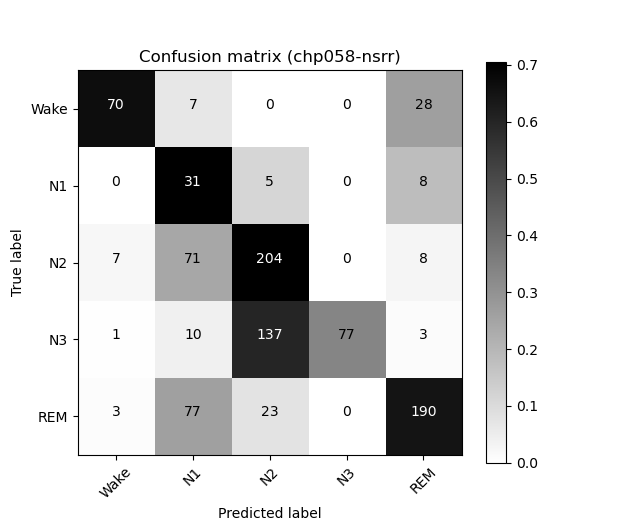 Confusion matrix (chp058-nsrr)
0.7
0.6
0.5
0.4
0.3
0.2
0.1
0.0
True label
Wake 70 7 0 0 28
N1 0 31 5 0 8
N2 7 71 204 0 8
N3 1 10 137 77 3
REM 3 77 23 0 190
Wake N1 N2 N3 REM
Predicted label